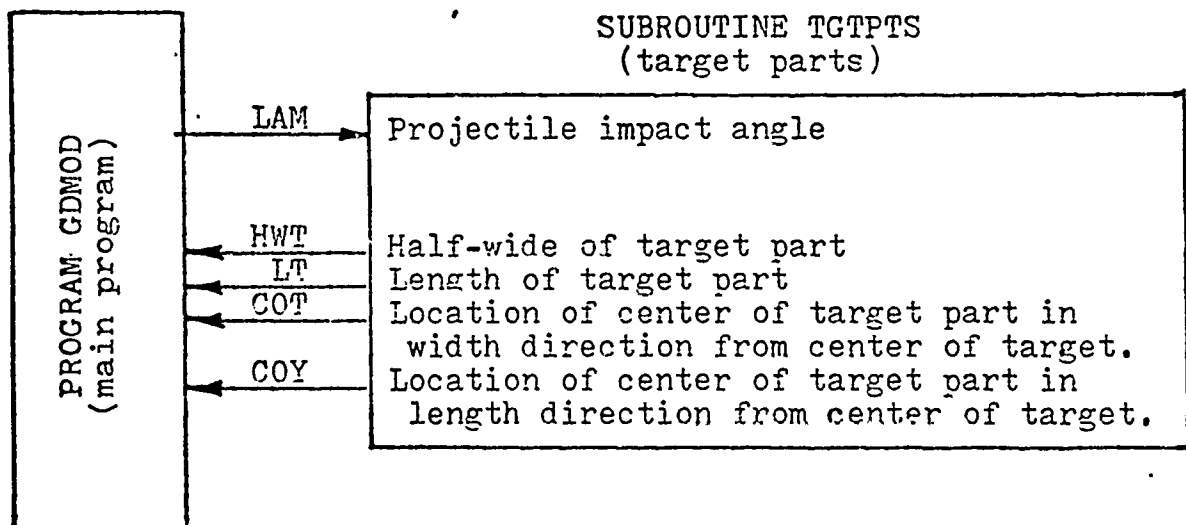 SUBROUTINE TGTPTS
(target parts)
PROGRAM GDMOD
(main program)
LAM
Projectile impact angle
HWT
Half-wide of target part
LT
Length of target part
COT
Location of center of target part in
width direction from center of target.
COY
Location of center of target part in
length direction from center of target.